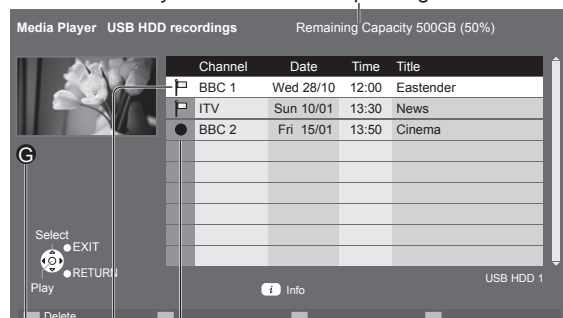 Media Player USB HDD recordings Remaining Capacity 500GB (50%)
Channel Date Time Title
BBC 1 Wed 28/10 12:00 Eastender
ITV Sun 10/01 13:30 News
BBC 2 Fri 15/01 13:50 Cinema
G
Select
EXIT
RETURN
Play
i Info
USB HDD 1
Delete